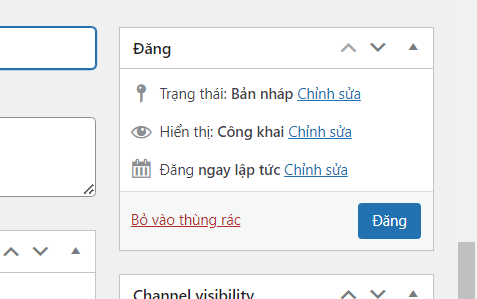 Đăng
Trạng thái: Bản nháp Chỉnh sửa
Hiển thị: Công khai Chỉnh sửa
Đăng ngay lập tức Chỉnh sửa
Bỏ vào thùng rác
Đăng
Channel visibility